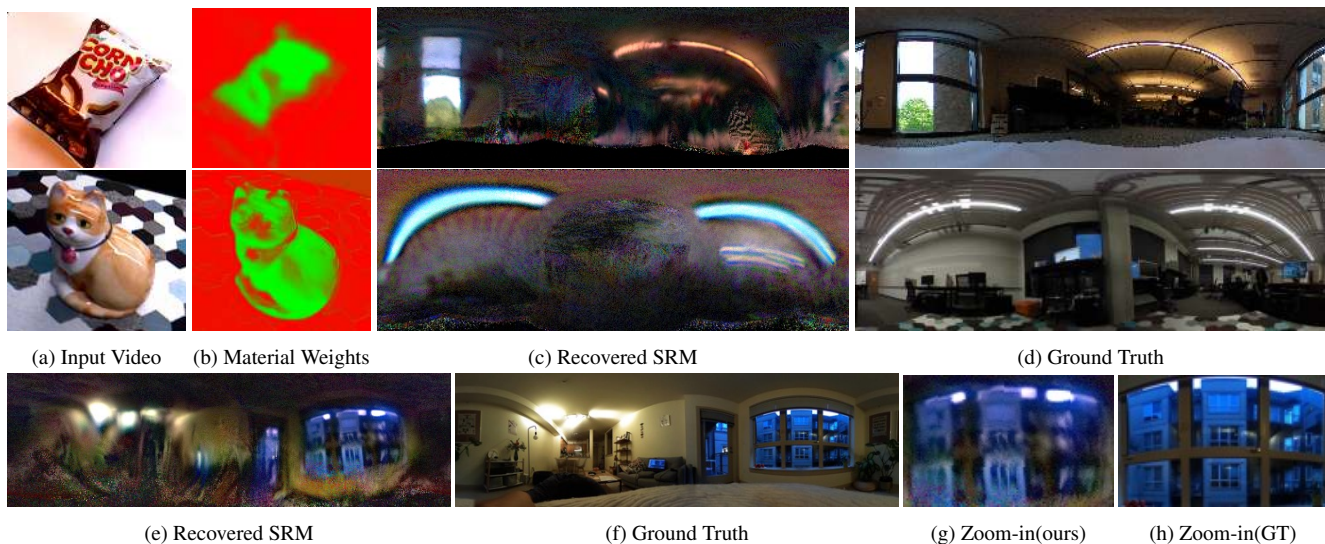 CORN
CHO
(a) Input Video
(b) Material Weights
(c) Recovered SRM
(d) Ground Truth
(e) Recovered SRM
(f) Ground Truth
(g) Zoom-in(ours)
(h) Zoom-in(GT)